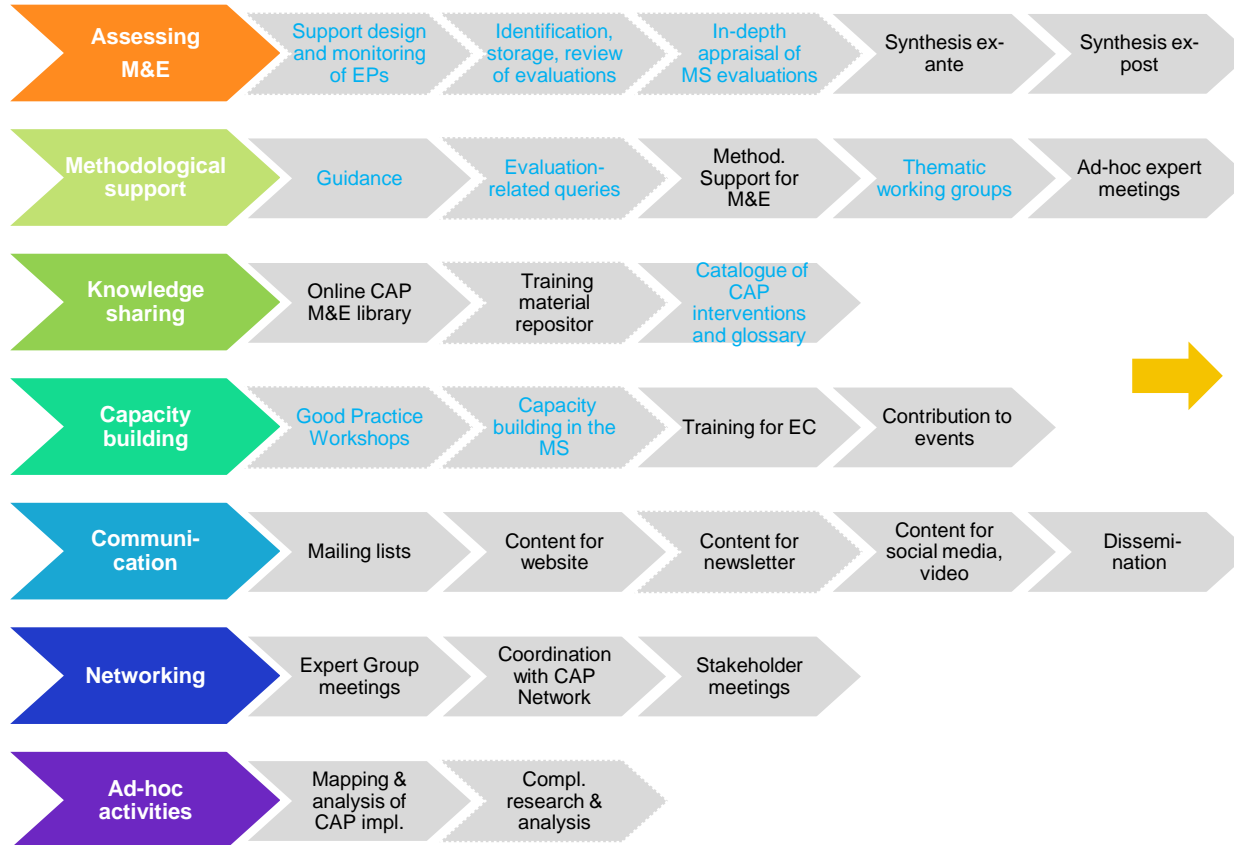 Assessing
M&E
Support design
and monitoring
of EPs
Identification,
storage, review
of evaluations
In-depth
appraisal of
MS evaluations
Synthesis ex-
ante
Synthesis ex-
post
Methodological
support
Guidance
Evaluation-
related queries
Method.
Support for
M&E
Thematic
working groups
Ad-hoc expert
meetings
Knowledge
sharing
Online CAP
M&E library
Training
material
repositor
Catalogue of
CAP
interventions
and glossary
Capacity
building
Good Practice
Workshops
Capacity
building in the
MS
Training for EC
Contribution to
events
Communi-
cation
Mailing lists
Content for
website
Content for
newsletter
Content for
social media,
video
Dissemi-
nation
Networking
Expert Group
meetings
Coordination
with CAP
Network
Stakeholder
meetings
Ad-hoc
activities
Mapping &
analysis of
CAP impl.
Compl.
research &
analysis